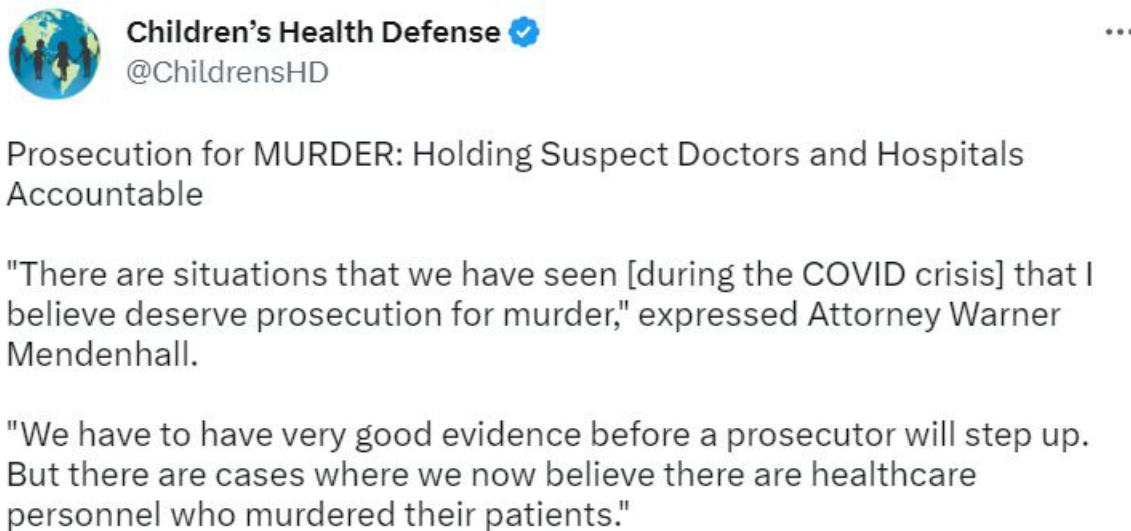 Children's Health Defense
@ChildrensHD
Prosecution for MURDER: Holding Suspect Doctors and Hospitals
Accountable
"There are situations that we have seen [during the COVID crisis] that I
believe deserve prosecution for murder," expressed Attorney Warner
Mendenhall.
"We have to have very good evidence before a prosecutor will step up.
But there are cases where we now believe there are healthcare
personnel who murdered their patients."